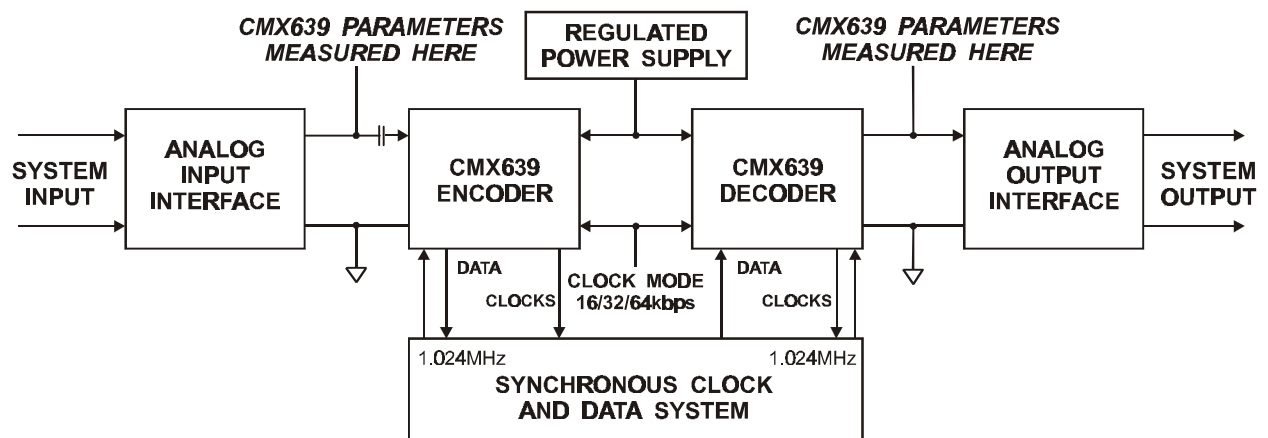 CMX639 PARAMETERS
MEASURED HERE
REGULATED
POWER SUPPLY
CMX639 PARAMETERS
MEASURED HERE
SYSTEM
INPUT
ANALOG
INPUT
INTERFACE
CMX639
ENCODER
CMX639
DECODER
ANALOG
OUTPUT
INTERFACE
SYSTEM
OUTPUT
DATA
CLOCKS
CLOCK MODE
16/32/64kbps
DATA
CLOCKS
1.024MHz
1.024MHz
SYNCHRONOUS CLOCK
AND DATA SYSTEM